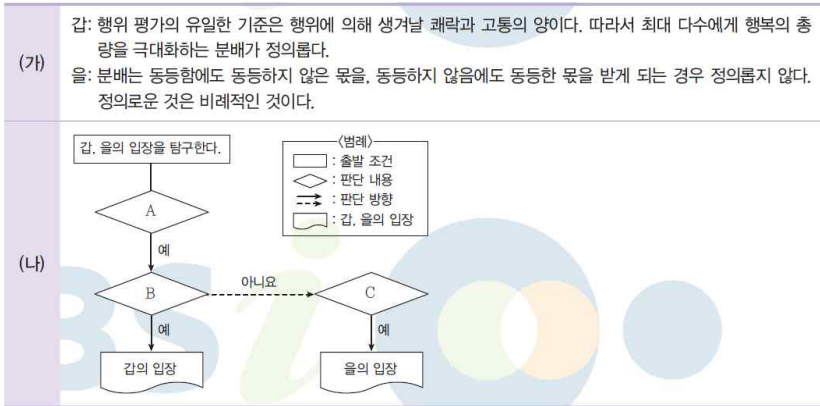 (가)
갑: 행위 평가의 유일한 기준은 행위에 의해 생겨날 쾌락과 고통의 양이다. 따라서 최대 다수에게 행복의 총
량을 극대화하는 분배가 정의롭다.
을: 분배는 동등함에도 동등하지 않은 몫을, 동등하지 않음에도 동등한 몫을 받게 되는 경우 정의롭지 않다.
정의로운 것은 비례적인 것이다.
(나)
갑, 을의 입장을 탐구한다.
〈범례〉
: 출발 조건
: 판단 내용
: 판단 방향
: 갑, 을의 입장
A
예
B
아니요
C
예
예
갑의 입장
을의 입장
BSi